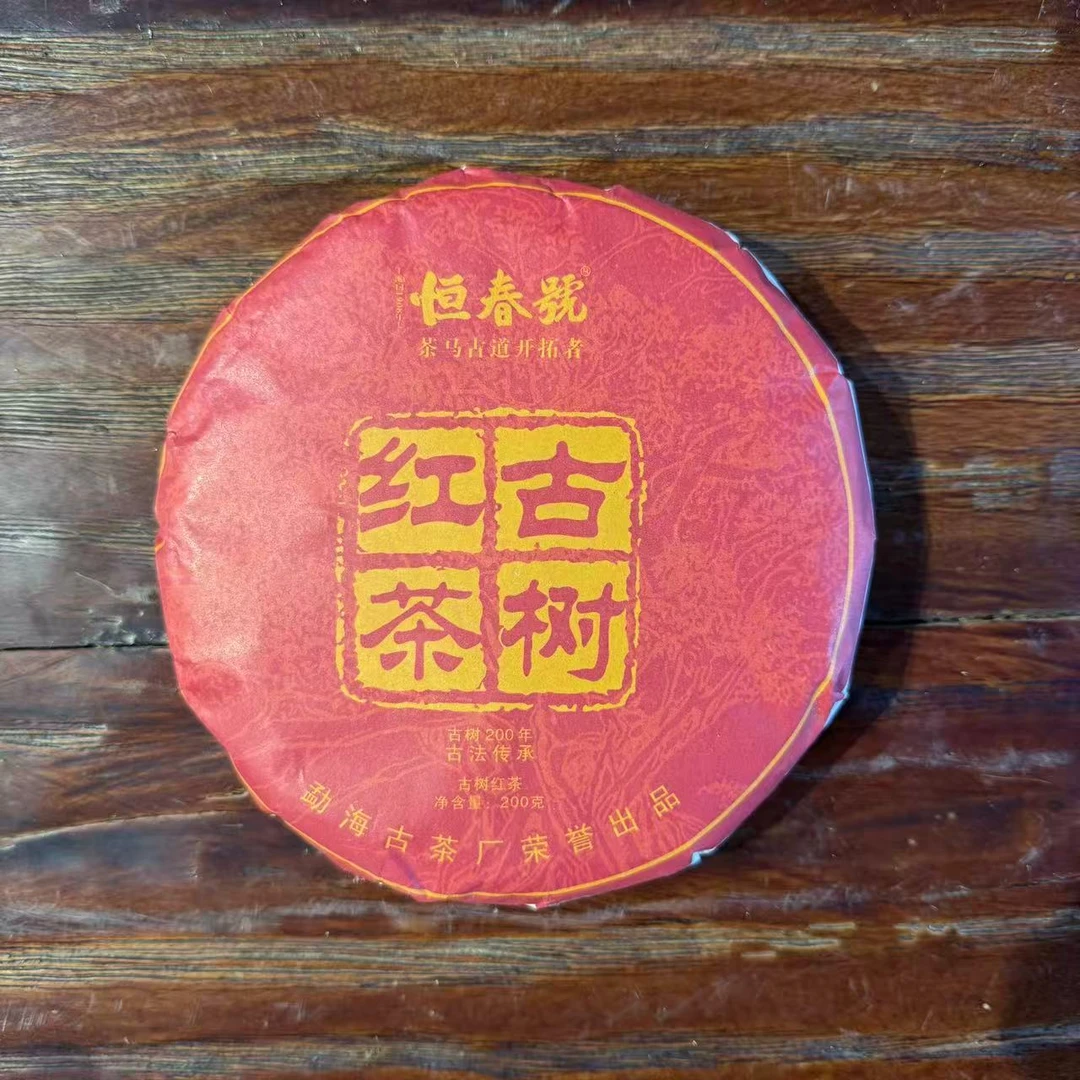 恒春號
茶马古道开拓者
古树
红茶
古树200年
古法传承
古树红茶
净含量：200克
勐海古茶厂荣誉出品